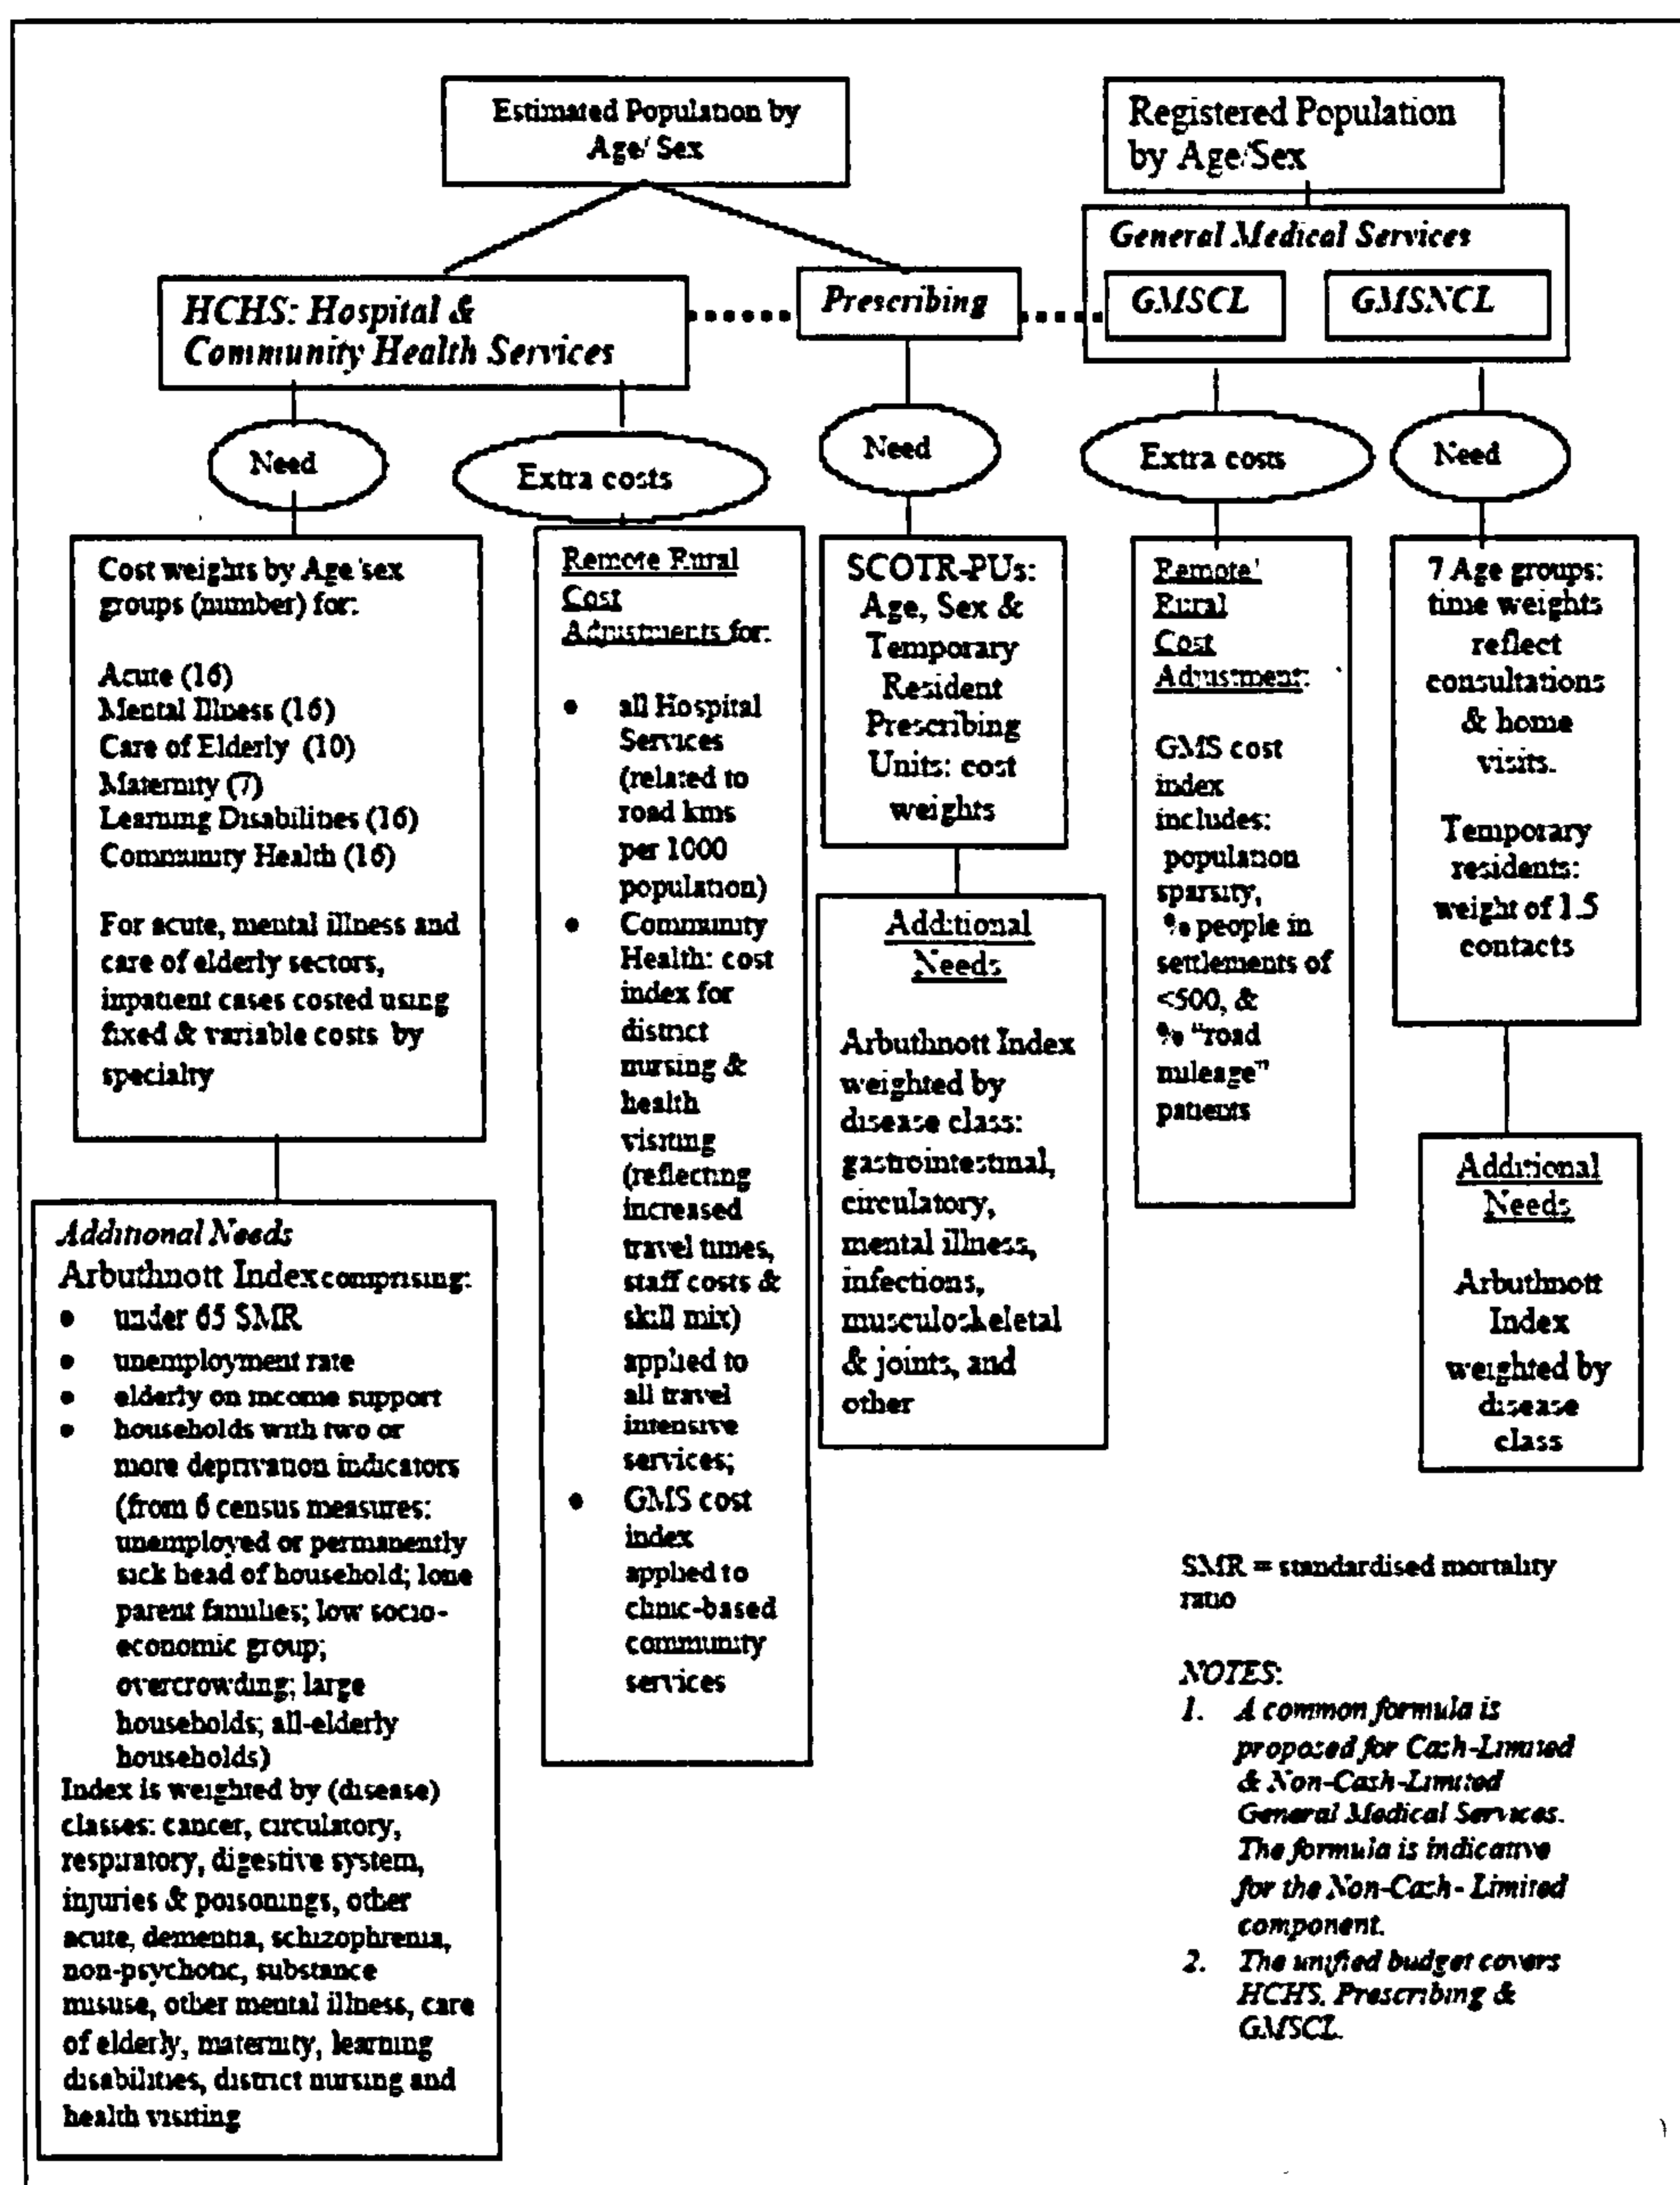 Estimated Population by
Age/ Sex
Registered Population
by Age/Sex
General Medical Services
GMSCL
GMSNCL
HCHS: Hospital &
Community Health Services
Prescribing
Need
Extra costs
Need
Extra costs
Need
Cost weights by Age/sex
groups (number) for:
Acute (16)
Mental Illness (16)
Care of Elderly (10)
Maternity (7)
Learning Disabilities (16)
Community Health (16)
For acute, mental illness and
care of elderly sectors,
inpatient cases costed using
fixed & variable costs by
specialty
Additional Needs
Arbuthnott Index comprising:
• under 65 SMR
• unemployment rate
• elderly on income support
• households with two or
more deprivation indicators
(from 6 census measures:
unemployed or permanently
sick head of household; lone
parent families; low socio-
economic group;
overcrowding; large
households; all-elderly
households)
Index is weighted by (disease)
classes: cancer, circulatory,
respiratory, digestive system,
injuries & poisonings, other
acute, dementia, schizophrenia,
non-psychotic, substance
misuse, other mental illness, care
of elderly, maternity, learning
disabilities, district nursing and
health visiting
Remote Rural
Cost
Adjustments for:
• all Hospital
Services
(related to
road kms
per 1000
population)
• Community
Health: cost
index for
district
nursing &
health
visiting
(reflecting
increased
travel times,
staff costs &
skill mix)
applied to
all travel
intensive
services;
• GMS cost
index
applied to
clinic-based
community
services
SCOTR-PUs:
Age, Sex &
Temporary
Resident
Prescribing
Units: cost
weights
Additional
Needs
Arbuthnott Index
weighted by
disease class:
gastrointestinal,
circulatory,
mental illness,
infections,
musculoskeletal
& joints, and
other
Remote/
Rural
Cost
Adjustment:
GMS cost
index
includes:
population
sparsity,
% people in
settlements of
<500, &
% "road
mileage"
patients
7 Age groups:
time weights
reflect
consultations
& home
visits.
Temporary
residents:
weight of 1.5
contacts
Additional
Needs
Arbuthnott
Index
weighted by
disease
class
SMR = standardised mortality
ratio
NOTES:
1. A common formula is
proposed for Cash-Limited
& Non-Cash-Limited
General Medical Services.
The formula is indicative
for the Non-Cash- Limited
component.
2. The unified budget covers
HCHS, Prescribing &
GMSCL.